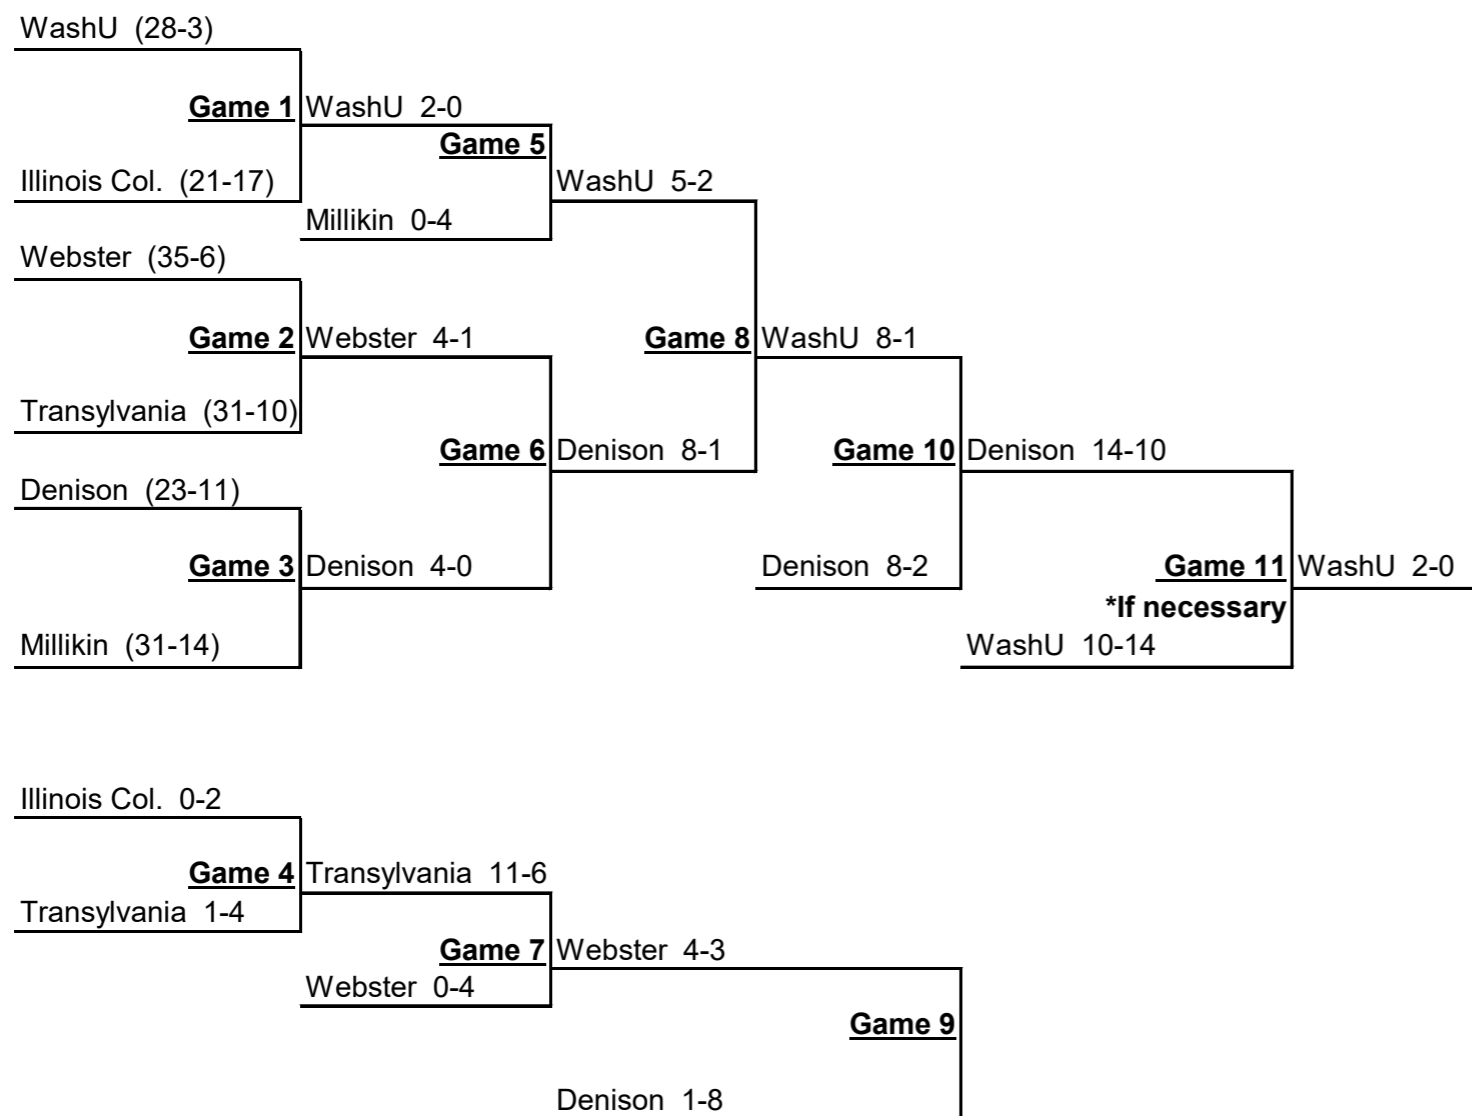 WashU (28-3)
Game 1
WashU 2-0
Game 5
Illinois Col. (21-17)
WashU 5-2
Millikin 0-4
Webster (35-6)
Game 2
Webster 4-1
Game 8
WashU 8-1
Transylvania (31-10)
Game 6
Denison 8-1
Game 10
Denison 14-10
Denison (23-11)
Game 3
Denison 4-0
Denison 8-2
Game 11
WashU 2-0
*If necessary
Millikin (31-14)
WashU 10-14
Illinois Col. 0-2
Game 4
Transylvania 11-6
Transylvania 1-4
Game 7
Webster 4-3
Webster 0-4
Game 9
Denison 1-8